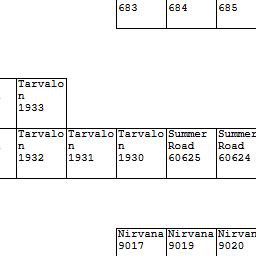 683 684 685
Tarvalo
n
1933
Tarvalo Tarvalo Tarvalo Summer Summer
n n n Road Road
1932 1931 1930 60625 60624
Nirvana Nirvana Nirvan
9017 9019 9020